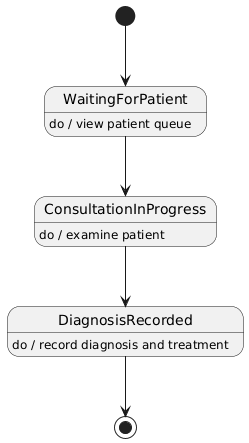 WaitingForPatient
do / view patient queue
ConsultationInProgress
do / examine patient
DiagnosisRecorded
do / record diagnosis and treatment